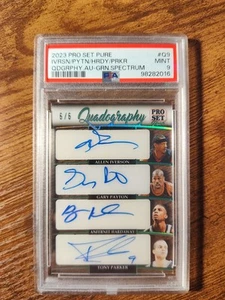 2023 PRO SET PURE #Q9
IVRSN/PYTN/HRDY/PRKR MINT
QDGRPHY AU-GRN.SPECTRUM 9
PSA 98282016
6/6 Quadography PRO SET
ALLEN IVERSON
GARY PAYTON
ANFERNEE HARDAWAY
TONY PARKER